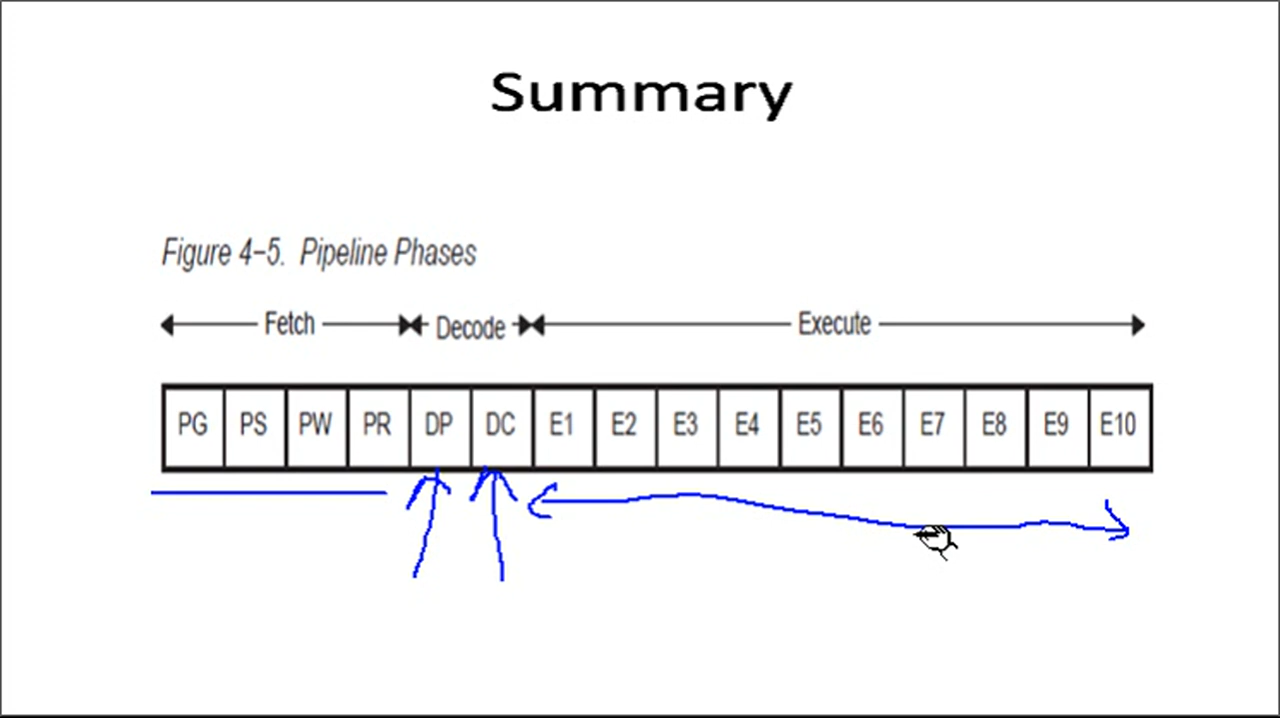 Summary
Figure 4–5. Pipeline Phases
Fetch Decode Execute
PG PS PW PR DP DC E1 E2 E3 E4 E5 E6 E7 E8 E9 E10